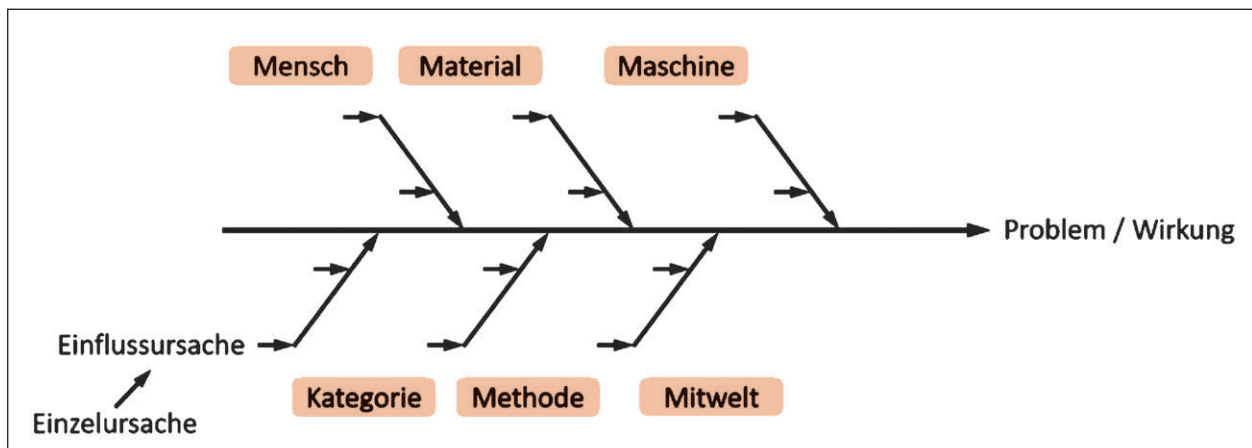 Mensch
Material
Maschine
Problem / Wirkung
Einflussursache
Einzelursache
Kategorie
Methode
Mitwelt